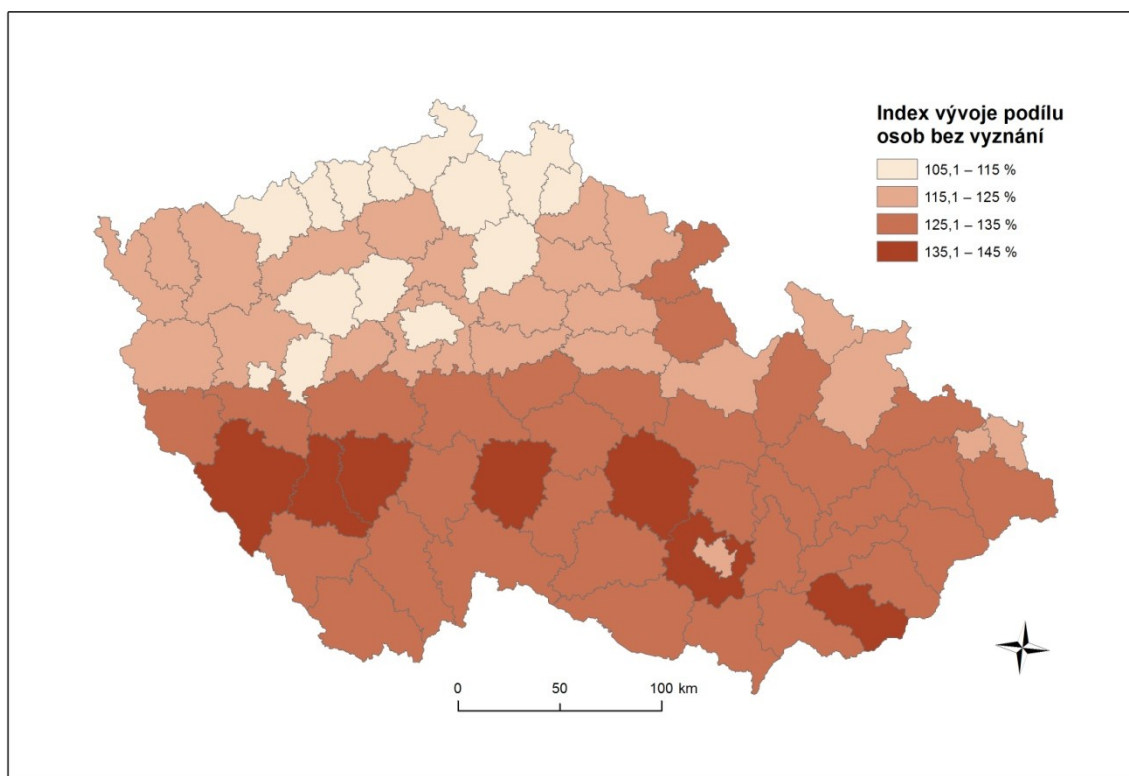 Index vývoje podílu
osob bez vyznání
105,1 – 115 %
115,1 – 125 %
125,1 – 135 %
135,1 – 145 %
0 50 100 km